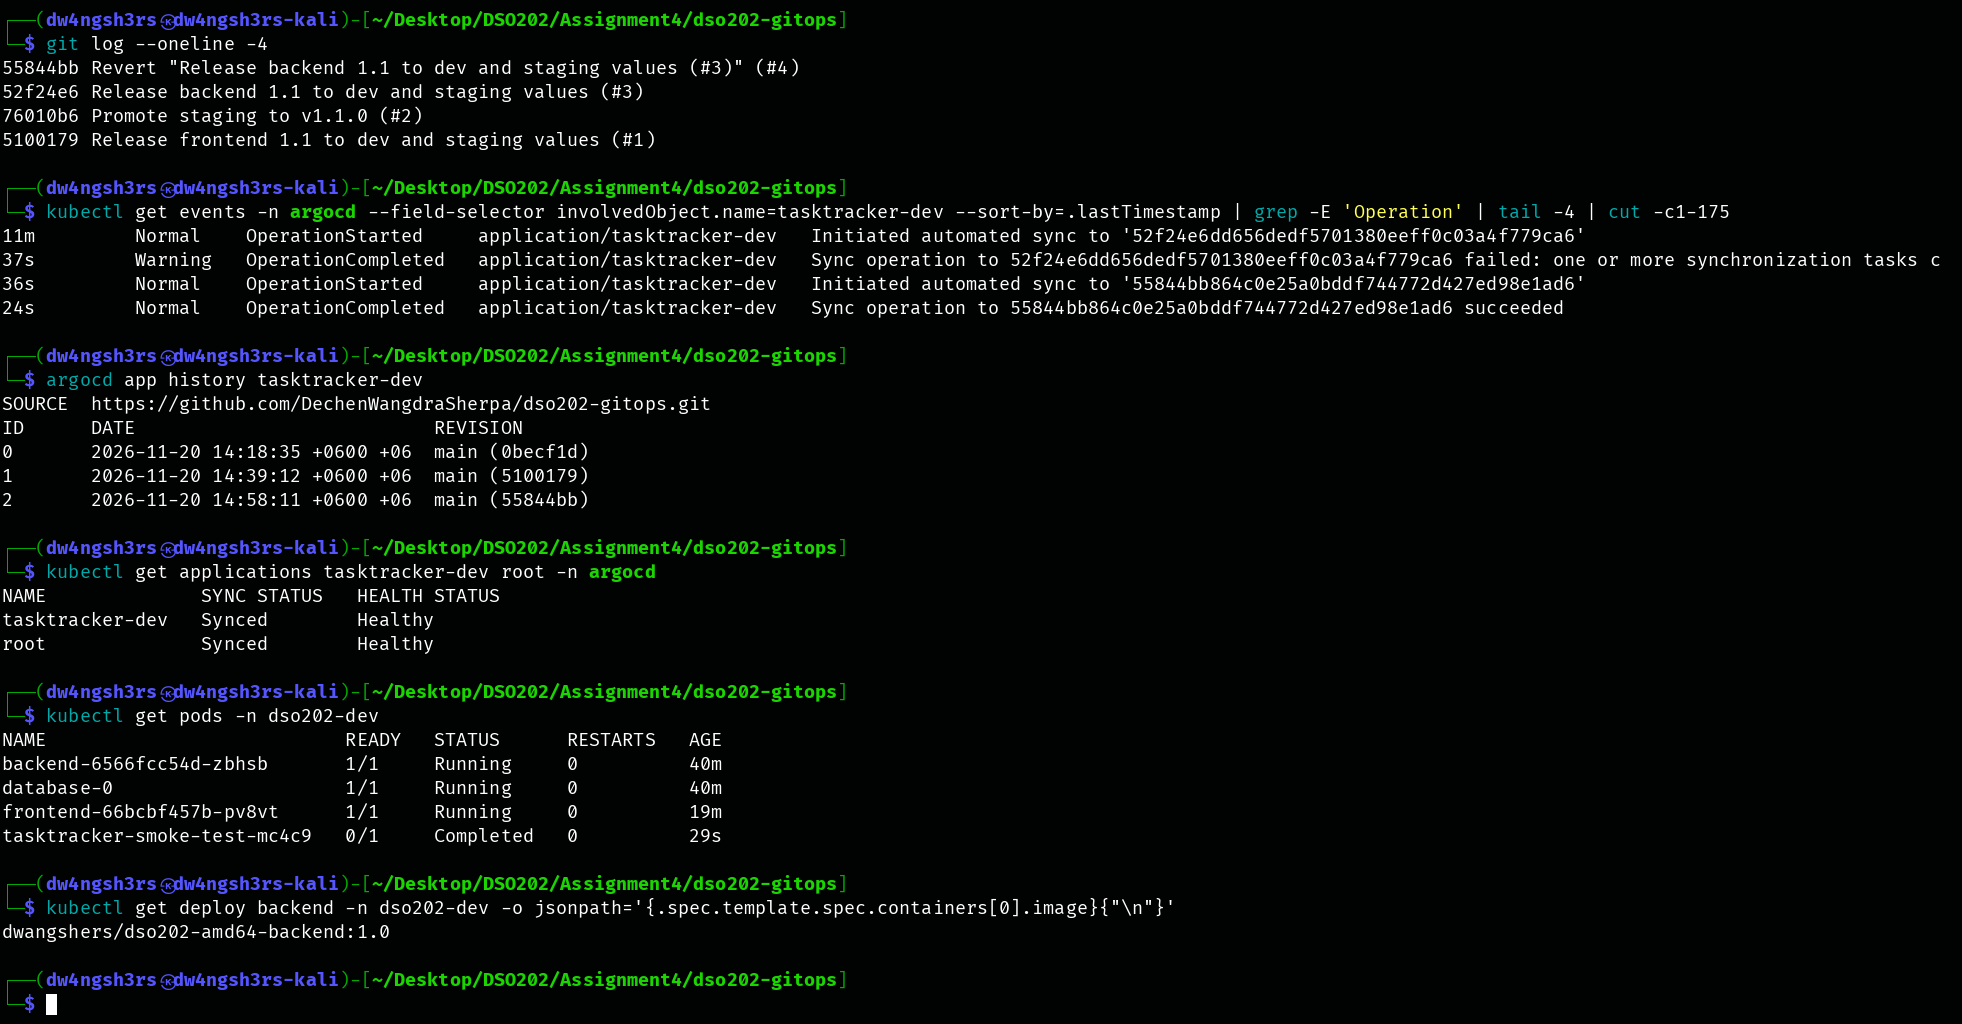 ┌──(dw4ngsh3rs㉿dw4ngsh3rs-kali)-[~/Desktop/DSO202/Assignment4/dso202-gitops]
└─$ git log --oneline -4
55844bb Revert "Release backend 1.1 to dev and staging values (#3)" (#4)
52f24e6 Release backend 1.1 to dev and staging values (#3)
76010b6 Promote staging to v1.1.0 (#2)
5100179 Release frontend 1.1 to dev and staging values (#1)
┌──(dw4ngsh3rs㉿dw4ngsh3rs-kali)-[~/Desktop/DSO202/Assignment4/dso202-gitops]
└─$ kubectl get events -n argocd --field-selector involvedObject.name=tasktracker-dev --sort-by=.lastTimestamp | grep -E 'Operation' | tail -4 | cut -c1-175
11m         Normal    OperationStarted     application/tasktracker-dev   Initiated automated sync to '52f24e6dd656dedf5701380eeff0c03a4f779ca6'
37s         Warning   OperationCompleted   application/tasktracker-dev   Sync operation to 52f24e6dd656dedf5701380eeff0c03a4f779ca6 failed: one or more synchronization tasks c
36s         Normal    OperationStarted     application/tasktracker-dev   Initiated automated sync to '55844bb864c0e25a0bddf744772d427ed98e1ad6'
24s         Normal    OperationCompleted   application/tasktracker-dev   Sync operation to 55844bb864c0e25a0bddf744772d427ed98e1ad6 succeeded
┌──(dw4ngsh3rs㉿dw4ngsh3rs-kali)-[~/Desktop/DSO202/Assignment4/dso202-gitops]
└─$ argocd app history tasktracker-dev
SOURCE  https://github.com/DechenWangdraSherpa/dso202-gitops.git
ID      DATE                           REVISION
0       2026-11-20 14:18:35 +0600 +06  main (0becf1d)
1       2026-11-20 14:39:12 +0600 +06  main (5100179)
2       2026-11-20 14:58:11 +0600 +06  main (55844bb)
┌──(dw4ngsh3rs㉿dw4ngsh3rs-kali)-[~/Desktop/DSO202/Assignment4/dso202-gitops]
└─$ kubectl get applications tasktracker-dev root -n argocd
NAME              SYNC STATUS   HEALTH STATUS
tasktracker-dev   Synced        Healthy
root              Synced        Healthy
┌──(dw4ngsh3rs㉿dw4ngsh3rs-kali)-[~/Desktop/DSO202/Assignment4/dso202-gitops]
└─$ kubectl get pods -n dso202-dev
NAME                           READY   STATUS      RESTARTS   AGE
backend-6566fcc54d-zbhsb       1/1     Running     0          40m
database-0                     1/1     Running     0          40m
frontend-66bcbf457b-pv8vt      1/1     Running     0          19m
tasktracker-smoke-test-mc4c9   0/1     Completed   0          29s
┌──(dw4ngsh3rs㉿dw4ngsh3rs-kali)-[~/Desktop/DSO202/Assignment4/dso202-gitops]
└─$ kubectl get deploy backend -n dso202-dev -o jsonpath='{.spec.template.spec.containers[0].image}{"\n"}'
dwangshers/dso202-amd64-backend:1.0
┌──(dw4ngsh3rs㉿dw4ngsh3rs-kali)-[~/Desktop/DSO202/Assignment4/dso202-gitops]
└─$